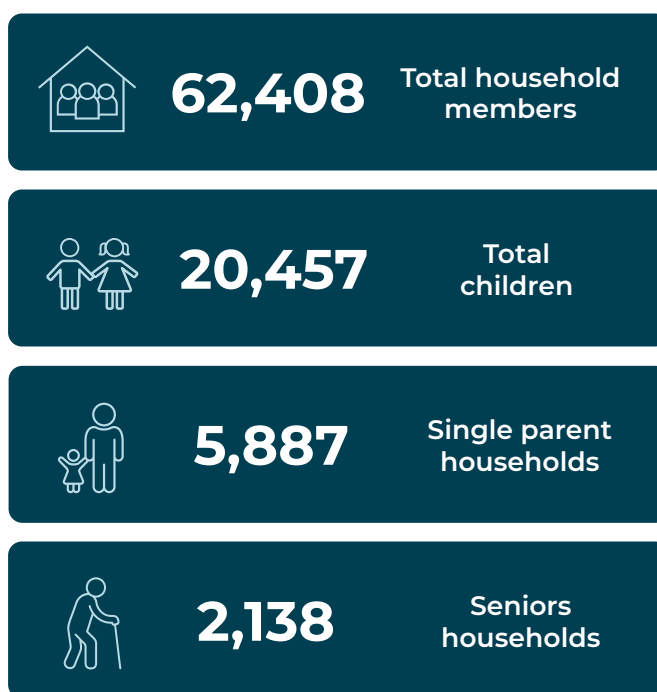 62,408
Total household
members
20,457
Total
children
5,887
Single parent
households
2,138
Seniors
households